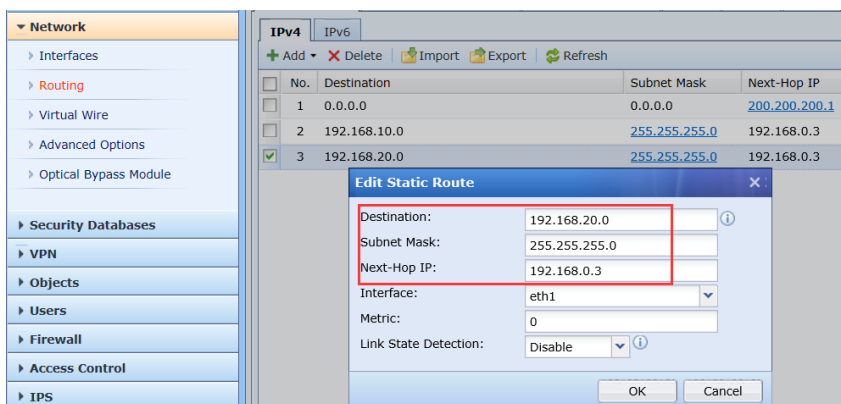 Network
Interfaces
Routing
Virtual Wire
Advanced Options
Optical Bypass Module
Security Databases
VPN
Objects
Users
Firewall
Access Control
IPS
IPv4 IPv6
Add Delete Import Export Refresh
No. Destination Subnet Mask Next-Hop IP
1 0.0.0.0 0.0.0.0 200.200.200.1
2 192.168.10.0 255.255.255.0 192.168.0.3
3 192.168.20.0 255.255.255.0 192.168.0.3
Edit Static Route
Destination: 192.168.20.0
Subnet Mask: 255.255.255.0
Next-Hop IP: 192.168.0.3
Interface: eth1
Metric: 0
Link State Detection: Disable
OK Cancel